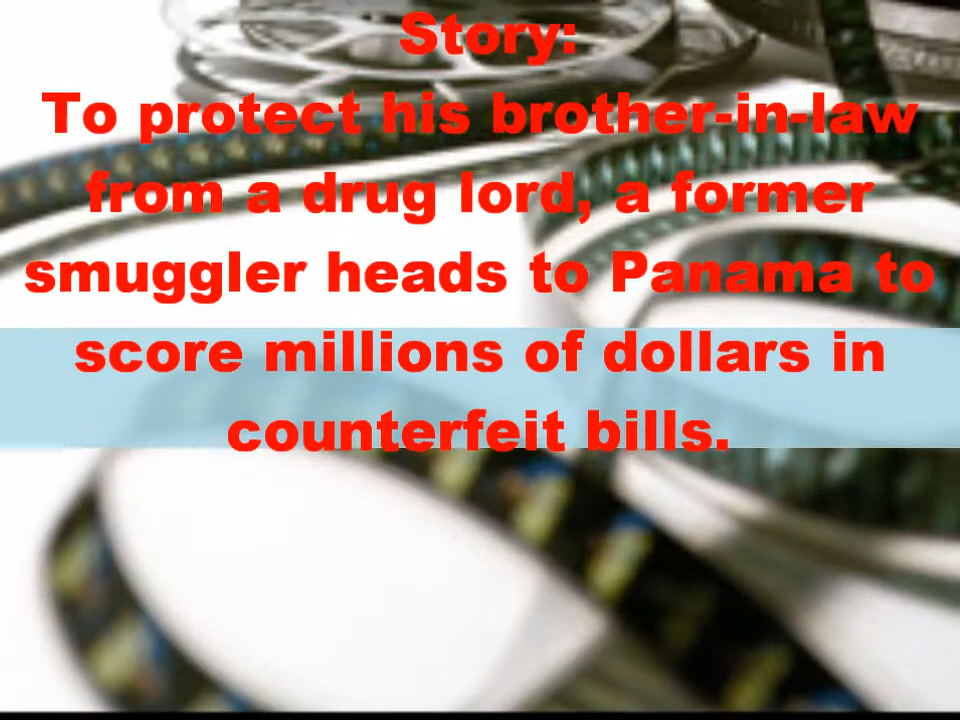 Story:
To protect his brother-in-law
from a drug lord, a former
smuggler heads to Panama to
score millions of dollars in
counterfeit bills.